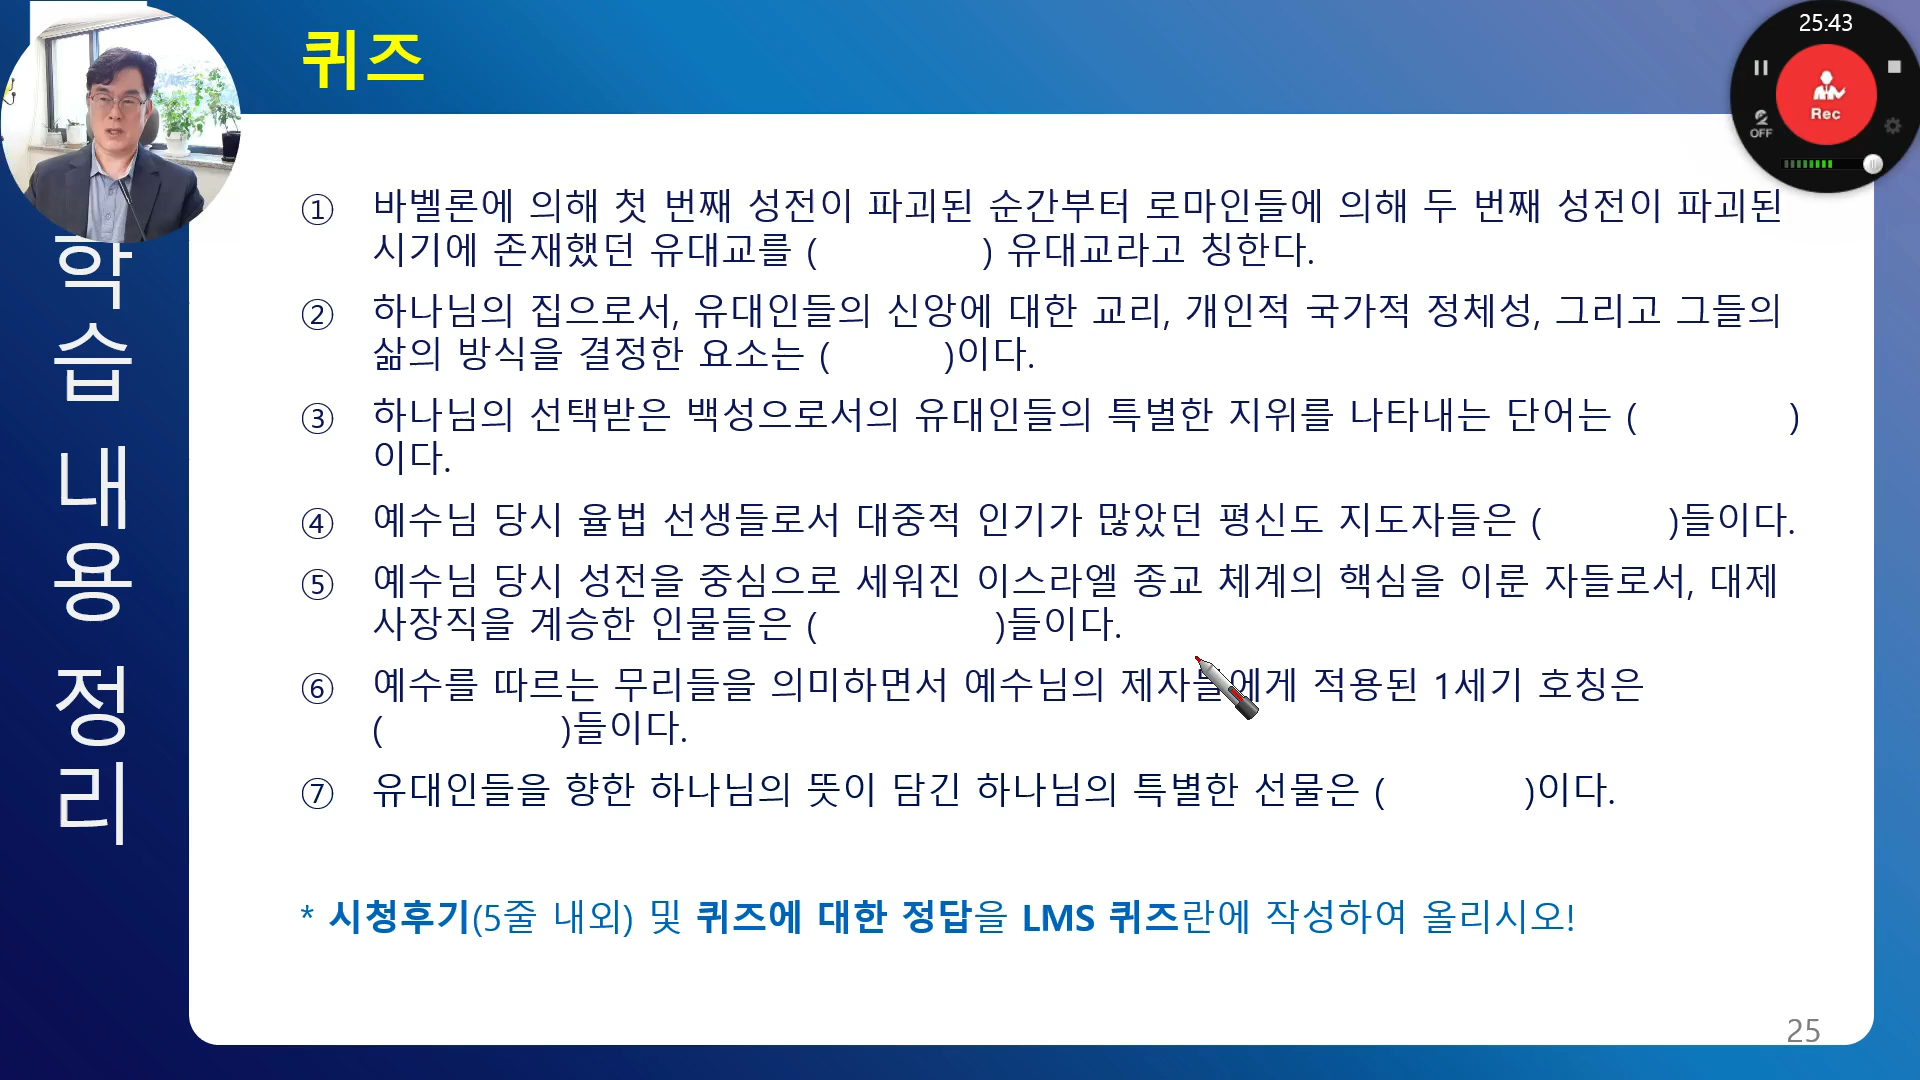 퀴즈
25:43
OFF
Rec
학습 내용 정리
① 바벨론에 의해 첫 번째 성전이 파괴된 순간부터 로마인들에 의해 두 번째 성전이 파괴된
시기에 존재했던 유대교를 ( ) 유대교라고 칭한다.
② 하나님의 집으로서, 유대인들의 신앙에 대한 교리, 개인적 국가적 정체성, 그리고 그들의
삶의 방식을 결정한 요소는 ( )이다.
③ 하나님의 선택받은 백성으로서의 유대인들의 특별한 지위를 나타내는 단어는 ( )
이다.
④ 예수님 당시 율법 선생들로서 대중적 인기가 많았던 평신도 지도자들은 ( )들이다.
⑤ 예수님 당시 성전을 중심으로 세워진 이스라엘 종교 체계의 핵심을 이룬 자들로서, 대제
사장직을 계승한 인물들은 ( )들이다.
⑥ 예수를 따르는 무리들을 의미하면서 예수님의 제자들에게 적용된 1세기 호칭은
( )들이다.
⑦ 유대인들을 향한 하나님의 뜻이 담긴 하나님의 특별한 선물은 ( )이다.
* 시청후기(5줄 내외) 및 퀴즈에 대한 정답을 LMS 퀴즈란에 작성하여 올리시오!
25